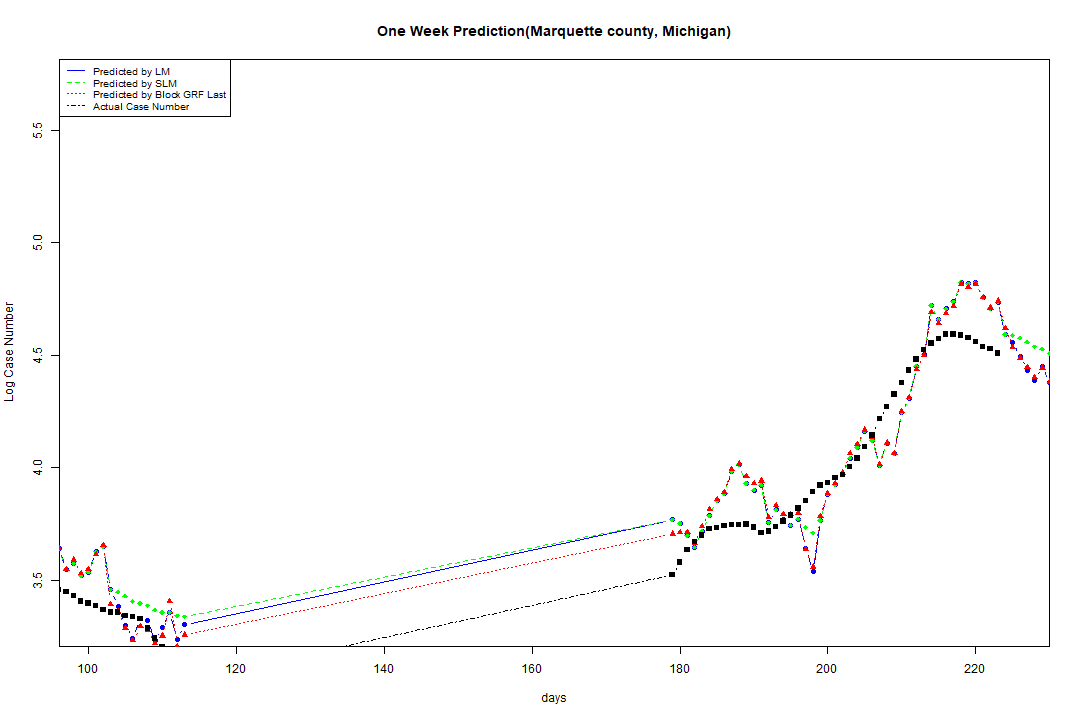 One Week Prediction(Marquette county, Michigan)
Predicted by LM
Predicted by SLM
Predicted by Block GRF Last
Actual Case Number
5.5
5.0
4.5
4.0
3.5
Log Case Number
100 120 140 160 180 200 220
days